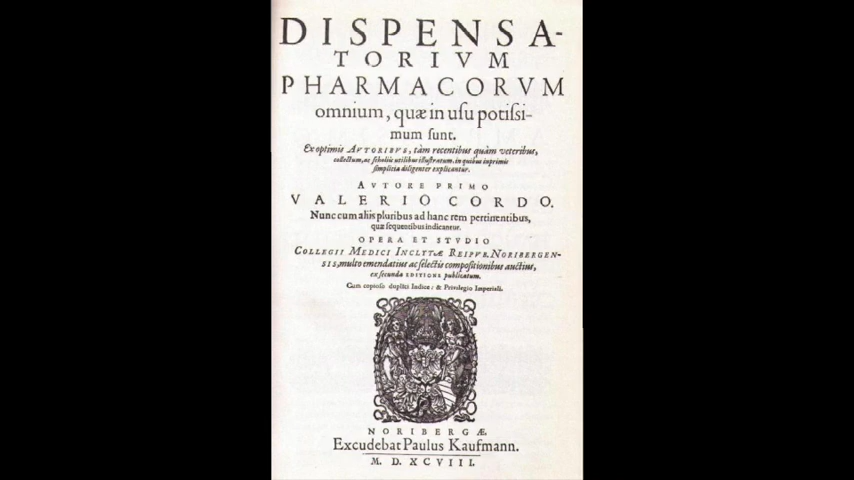 DISPENSA-
TORIVM
PHARMACORVM
omnium, quæ in uſu potiſsi-
mum ſunt.
Ex optimis AVTORIBVS, tàm recentibus quàm veteribus,
collectum, ac ſcholiis utilibus illuſtratum. in quibus inprimis
ſimplicia diligenter explicantur.
AVTORE PRIMO
VALERIO CORDO.
Nunc cum aliis pluribus ad hanc rem pertinentibus,
quæ ſequentibus indicantur.
OPERA ET STVDIO
COLLEGII MEDICI INCLYTÆ REIPVB. NORIBERGEN-
SIS, multo emendatius ac ſelectis compoſitionibus auctius,
ex ſecunda EDITIONE publicatum.
Cum copioſo duplici Indice: & Privilegio Imperiali.
NORIBERGÆ
Excudebat Paulus Kaufmann.
M. D. XCVIII.